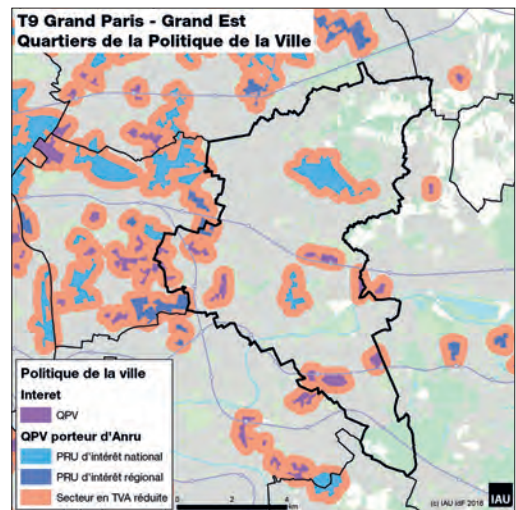 T9 Grand Paris - Grand Est
Quartiers de la Politique de la Ville
Politique de la ville
Interet
QPV
QPV porteur d'Anru
PRU d'intérêt national
PRU d'intérêt régional
Secteur en TVA réduite
0 2 4
km
(c) IAU îdF 2016
IAU